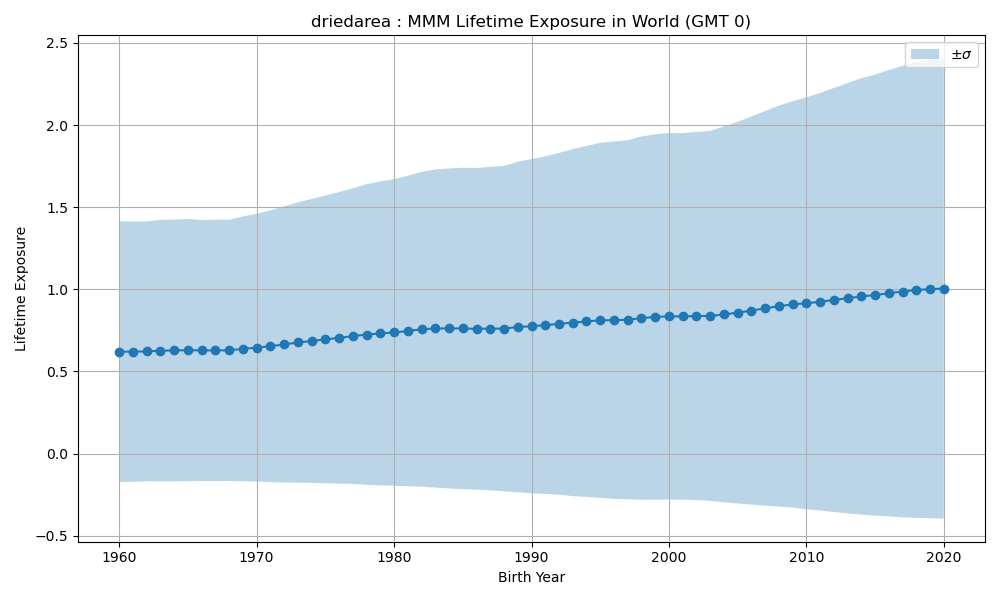 driedarea : MMM Lifetime Exposure in World (GMT 0)
±σ
Lifetime Exposure
2.5
2.0
1.5
1.0
0.5
0.0
−0.5
1960 1970 1980 1990 2000 2010 2020
Birth Year